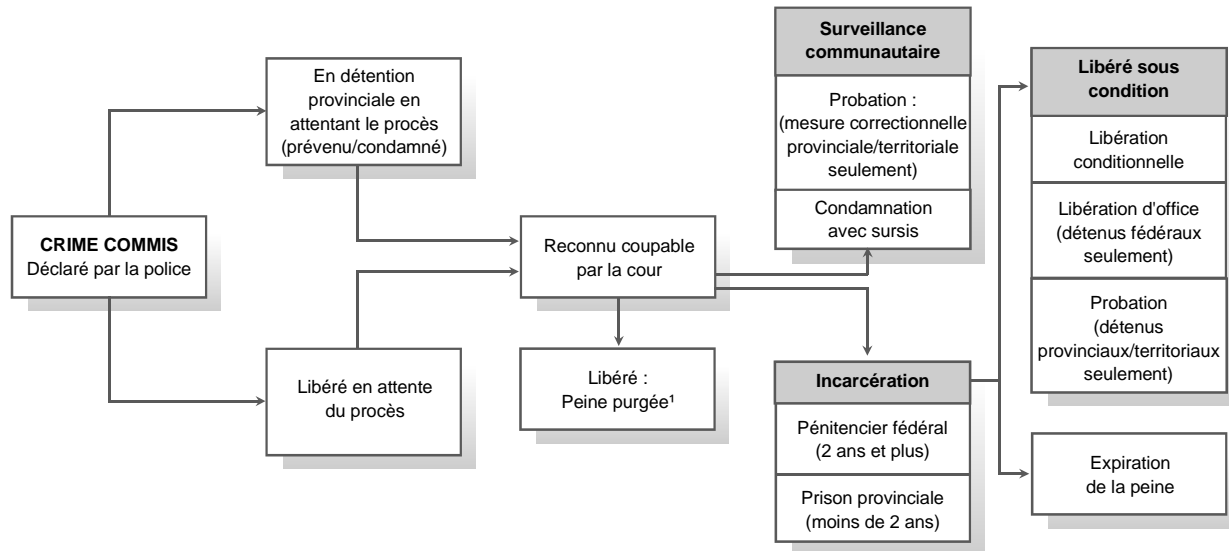 CRIME COMMIS
Déclaré par la police
En détention
provinciale en
attentant le procès
(prévenu/condamné)
Libéré en attente
du procès
Reconnu coupable
par la cour
Libéré :
Peine purgée¹
Surveillance
communautaire
Probation :
(mesure correctionnelle
provinciale/territoriale
seulement)
Condamnation
avec sursis
Incarcération
Pénitencier fédéral
(2 ans et plus)
Prison provinciale
(moins de 2 ans)
Libéré sous
condition
Libération
conditionnelle
Libération d'office
(détenus fédéraux
seulement)
Probation
(détenus
provinciaux/territoriaux
seulement)
Expiration
de la peine